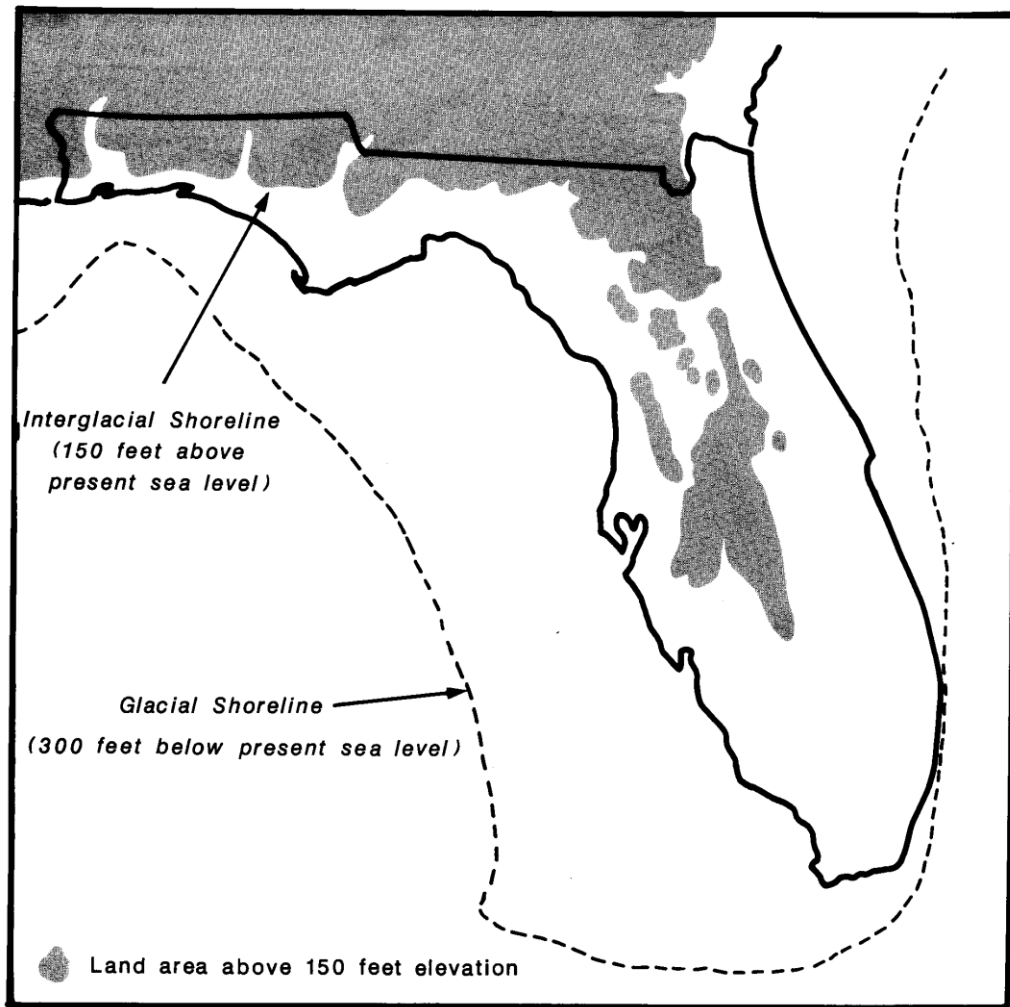 Interglacial Shoreline
(150 feet above
present sea level)
Glacial Shoreline
(300 feet below present sea level)
Land area above 150 feet elevation